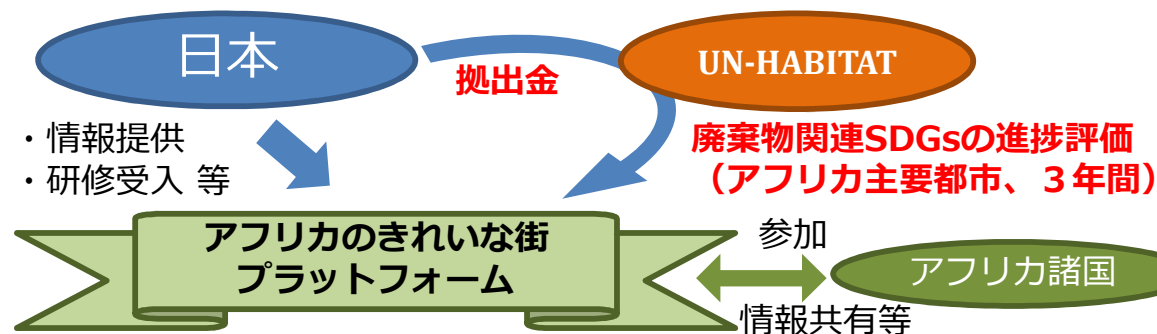 日本
UN-HABITAT
拠出金
・情報提供
・研修受入 等
廃棄物関連SDGsの進捗評価
（アフリカ主要都市、３年間）
アフリカのきれいな街
プラットフォーム
参加
アフリカ諸国
情報共有等